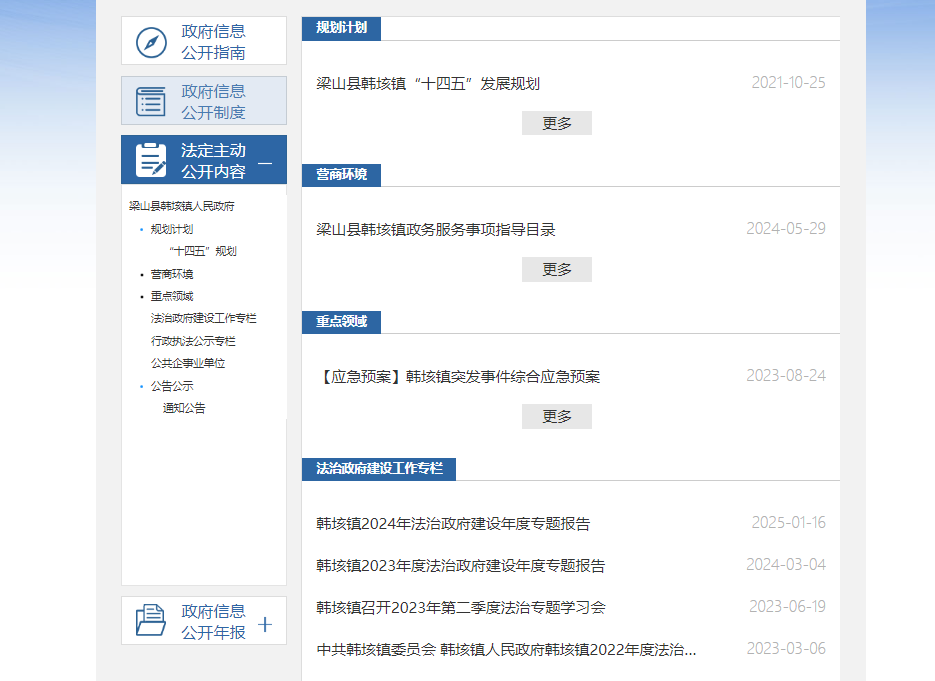 政府信息
公开指南
政府信息
公开制度
法定主动
公开内容
梁山县韩垓镇人民政府
规划计划
“十四五”规划
营商环境
重点领域
法治政府建设工作专栏
行政执法公示专栏
公共企事业单位
公告公示
通知公告
政府信息
公开年报
规划计划
梁山县韩垓镇“十四五”发展规划 2021-10-25
更多
营商环境
梁山县韩垓镇政务服务事项指导目录 2024-05-29
更多
重点领域
【应急预案】韩垓镇突发事件综合应急预案 2023-08-24
更多
法治政府建设工作专栏
韩垓镇2024年法治政府建设年度专题报告 2025-01-16
韩垓镇2023年度法治政府建设年度专题报告 2024-03-04
韩垓镇召开2023年第二季度法治专题学习会 2023-06-19
中共韩垓镇委员会 韩垓镇人民政府韩垓镇2022年度法治... 2023-03-06